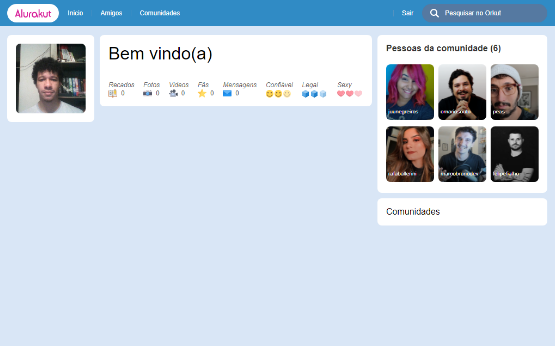 Alurakut
Inicio
Amigos
Comunidades
Sair
Pesquisar no Orkut
Bem vindo(a)
Recados
Fotos
Videos
Fãs
Mensagens
Confiável
Legal
Sexy
0
0
0
0
0
Pessoas da comunidade (6)
juunegreiros
omariosouto
peas
rafaballerini
marcobrunodev
felipefialho
Comunidades